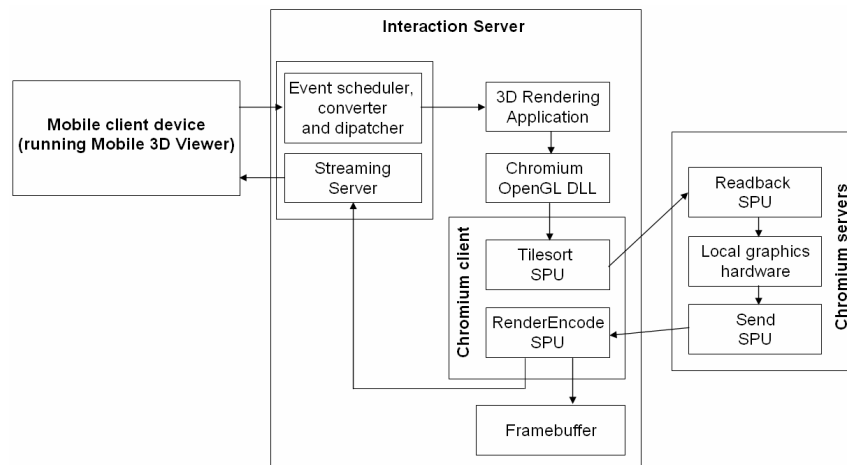 Interaction Server
Mobile client device
(running Mobile 3D Viewer)
Event scheduler,
converter
and dipatcher
Streaming
Server
3D Rendering
Application
Chromium
OpenGL DLL
Chromium client
Tilesort
SPU
RenderEncode
SPU
Framebuffer
Readback
SPU
Local graphics
hardware
Send
SPU
Chromium servers